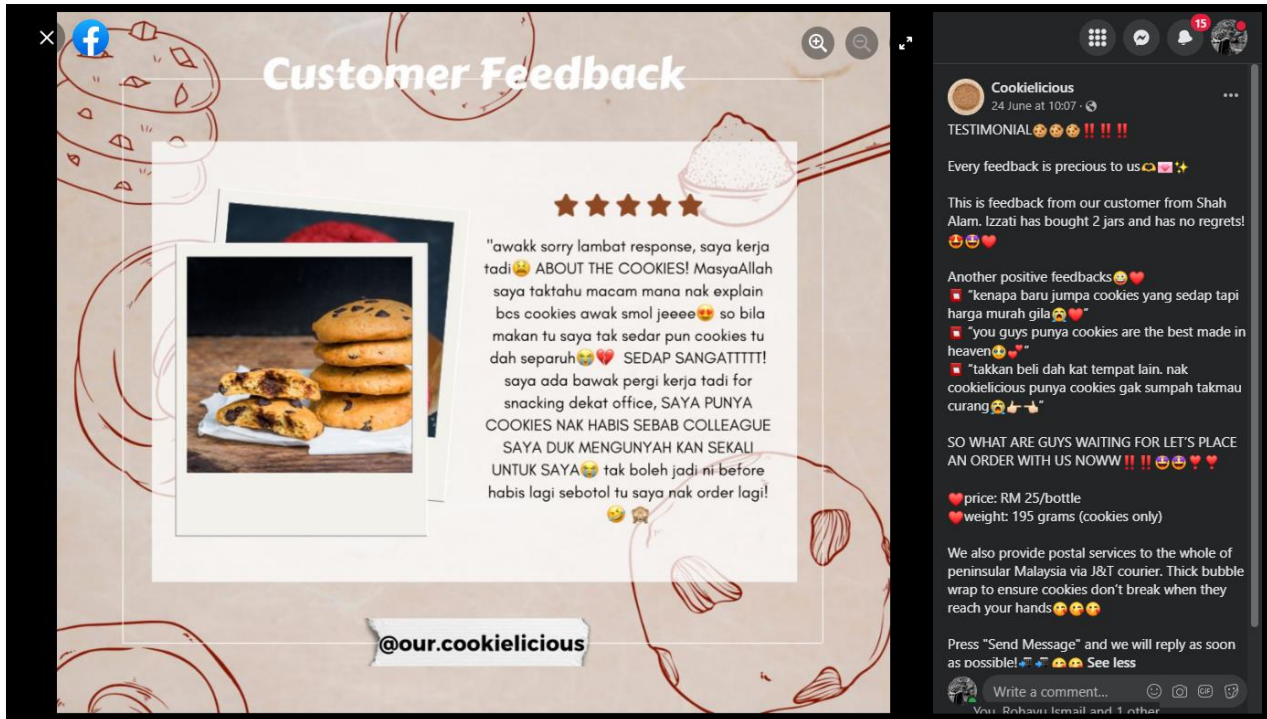 Customer Feedback
"awakk sorry lambat response, saya kerja
tadi😫 ABOUT THE COOKIES! MasyaAllah
saya taktahu macam mana nak explain
bcs cookies awak smol jeeee😍 so bila
makan tu saya tak sedar pun cookies tu
dah separuh😭💔 SEDAP SANGATTTTT!
saya ada bawak pergi kerja tadi for
snacking dekat office, SAYA PUNYA
COOKIES NAK HABIS SEBAB COLLEAGUE
SAYA DUK MENGUNYAH KAN SEKALI
UNTUK SAYA😭 tak boleh jadi ni before
habis lagi sebotol tu saya nak order lagi!
🤣 🙈
@our.cookielicious
15
Cookielicious
24 June at 10:07 ·
TESTIMONIAL🍪🍪🍪‼️ ‼️ ‼️
Every feedback is precious to us🫶💌✨
This is feedback from our customer from Shah
Alam. Izzati has bought 2 jars and has no regrets!
🤩🤩❤️
Another positive feedbacks😆❤️
"kenapa baru jumpa cookies yang sedap tapi
harga murah gila😭❤️"
"you guys punya cookies are the best made in
heaven🥹💕"
"takkan beli dah kat tempat lain. nak
cookielicious punya cookies gak sumpah takmau
curang😭👉🏻👈🏻"
SO WHAT ARE GUYS WAITING FOR LET'S PLACE
AN ORDER WITH US NOWW‼️ ‼️🤩🤩❣️ ❣️
❤️price: RM 25/bottle
❤️weight: 195 grams (cookies only)
We also provide postal services to the whole of
peninsular Malaysia via J&T courier. Thick bubble
wrap to ensure cookies don't break when they
reach your hands😋😋😋
Press "Send Message" and we will reply as soon
as possible!📲 📲 😋😋 See less
Write a comment...
GIF
You, Robayu Ismail and 1 other